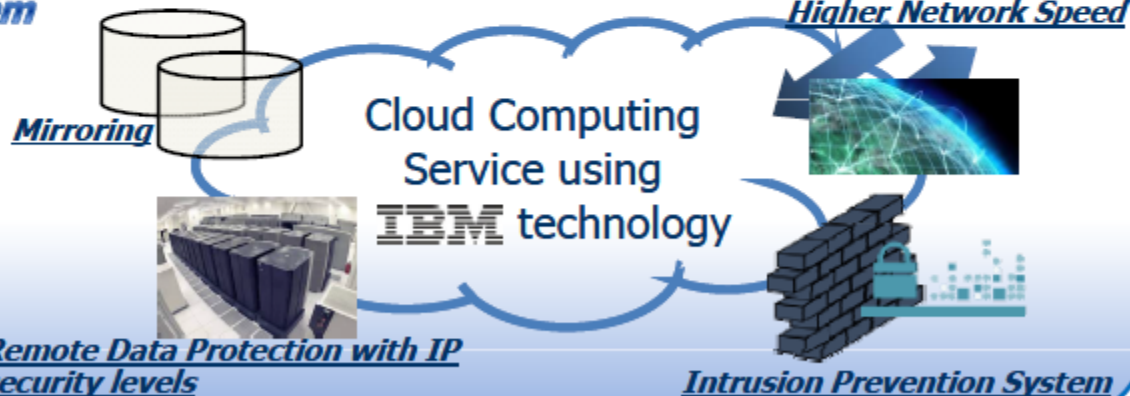 Higher Network Speed
Mirroring
Cloud Computing
Service using
IBM technology
Remote Data Protection with IP
security levels
Intrusion Prevention System /